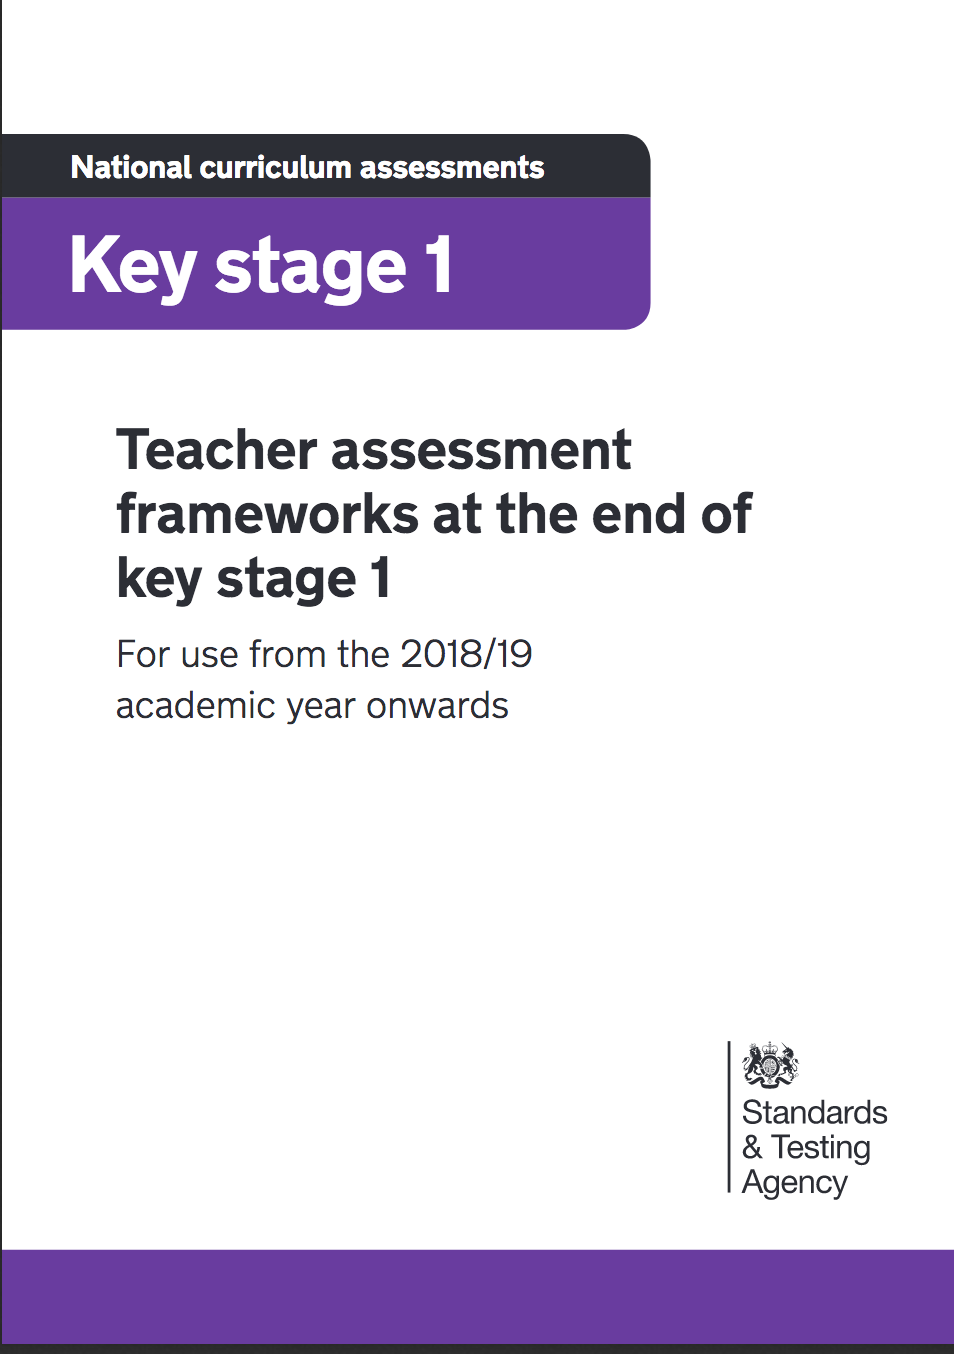 National curriculum assessments
Key stage 1
Teacher assessment
frameworks at the end of
key stage 1
For use from the 2018/19
academic year onwards
Standards
& Testing
Agency